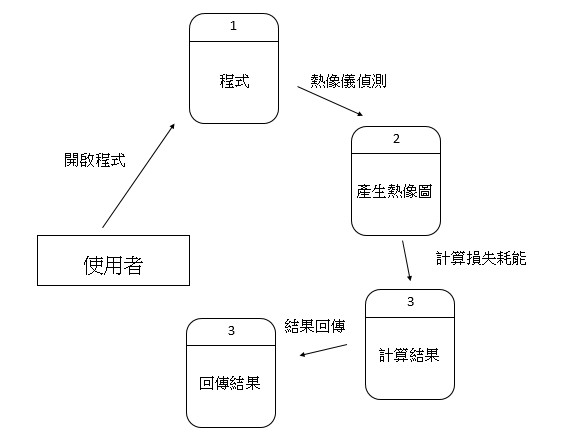 1
程式
熱像儀偵測
2
產生熱像圖
開啟程式
使用者
計算損失耗能
3
計算結果
結果回傳
3
回傳結果